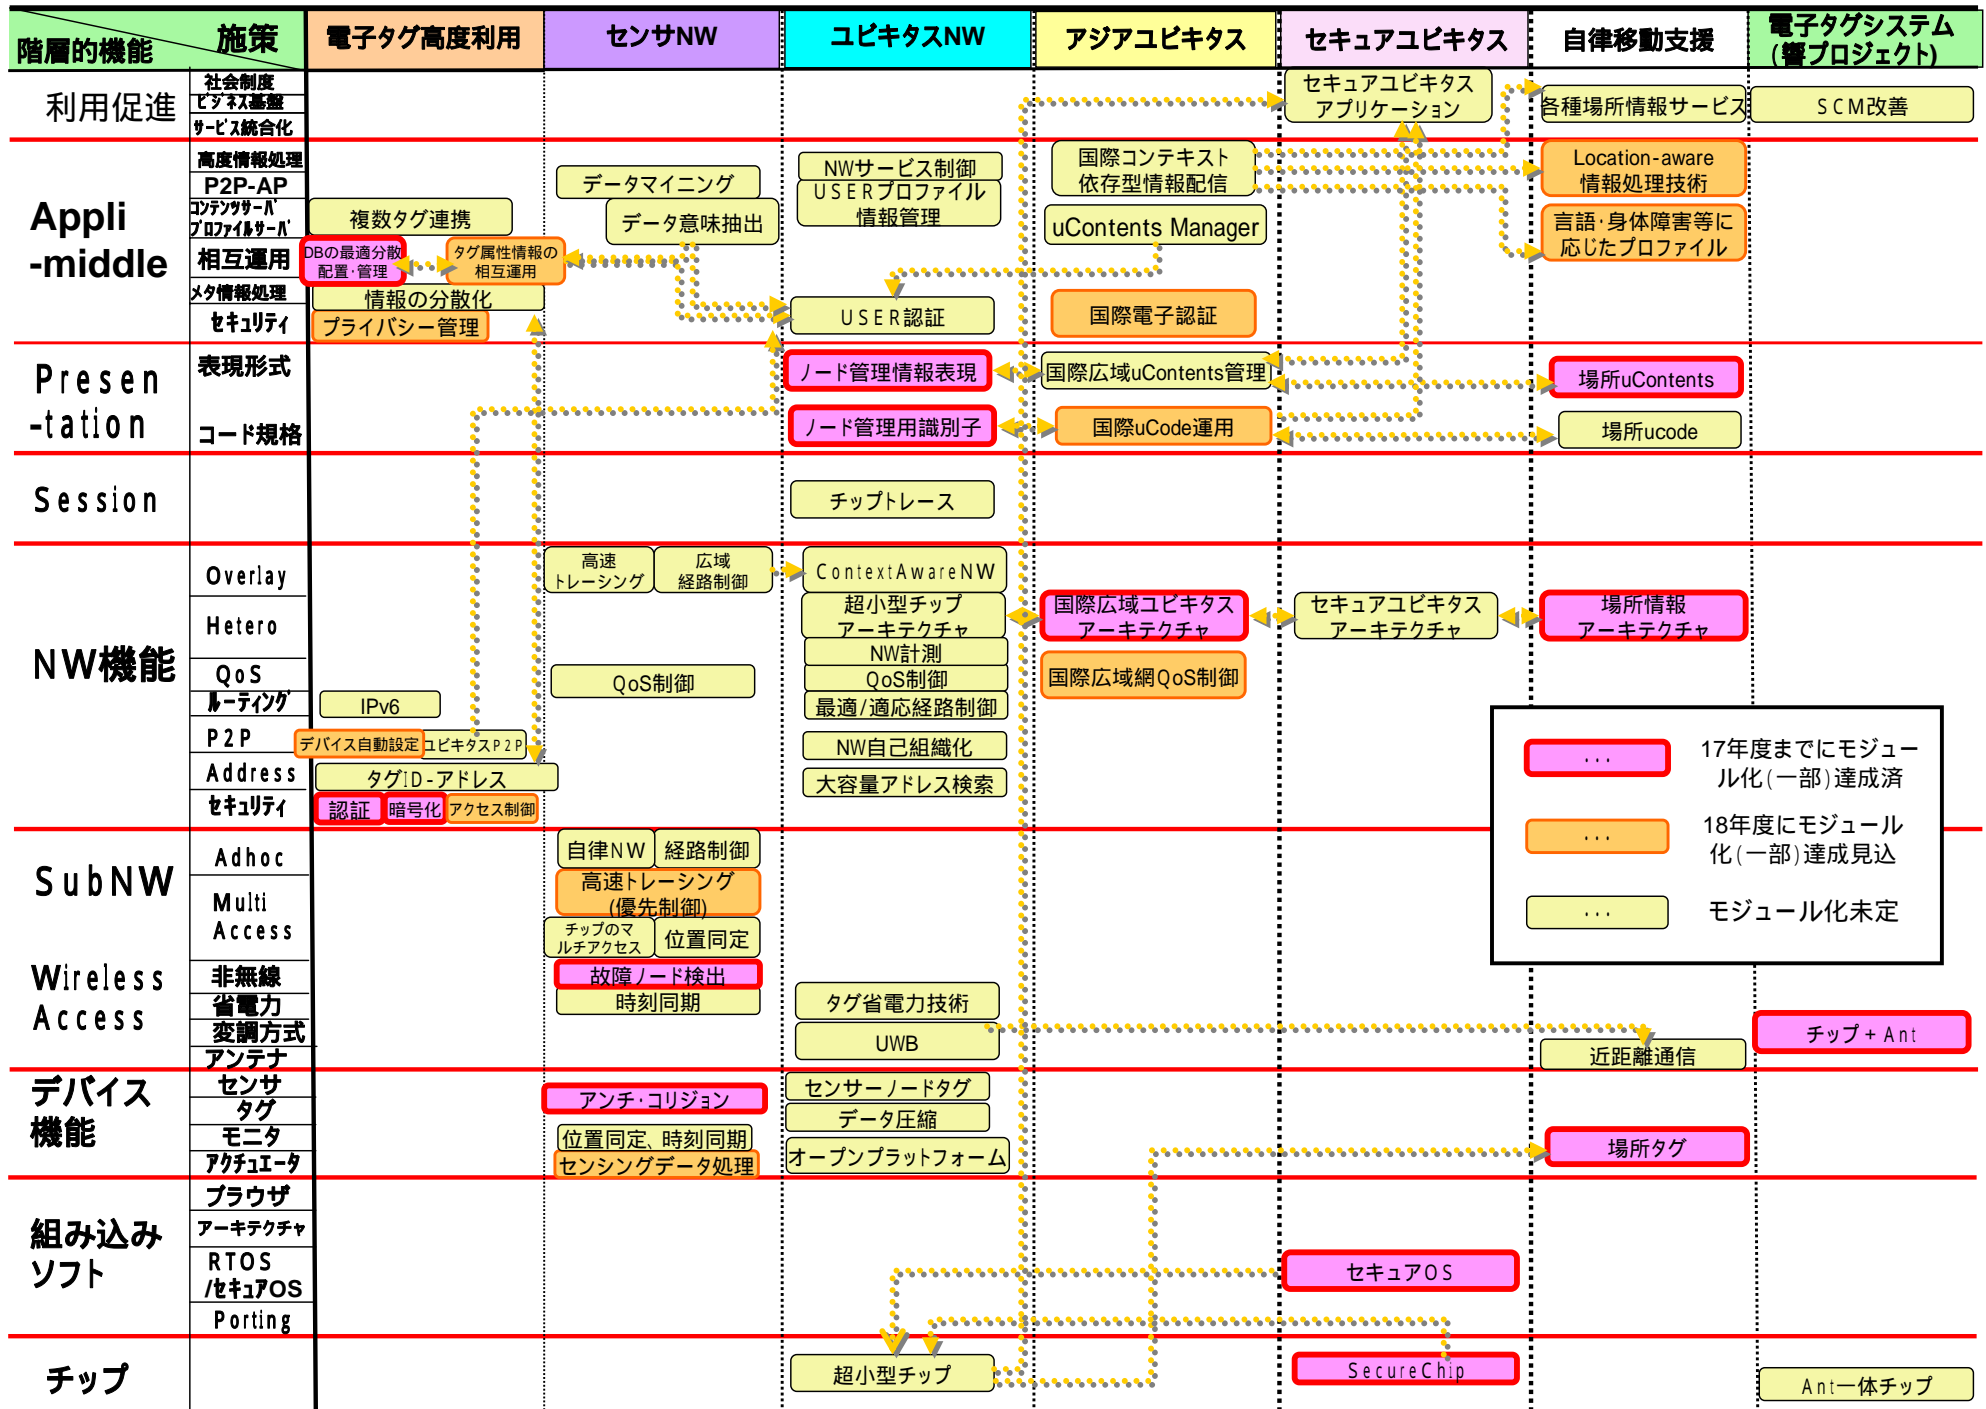 階層的機能
施策
電子タグ高度利用
センサNW
ユビキタスNW
アジアユビキタス
セキュアユビキタス
自律移動支援
電子タグシステム
(響プロジェクト)
利用促進
社会制度
ビジネス基盤
サービス統合化
セキュアユビキタス
アプリケーション
各種場所情報サービス
SCM改善
Appli
-middle
高度情報処理
P2P-AP
コンテンツサーバ
プロファイルサーバ
相互運用
メタ情報処理
セキュリティ
複数タグ連携
DBの最適分散
配置・管理
タグ属性情報の
相互運用
情報の分散化
プライバシー管理
データマイニング
データ意味抽出
NWサービス制御
USERプロファイル
情報管理
USER認証
国際コンテキスト
依存型情報配信
uContents Manager
国際電子認証
Location-aware
情報処理技術
言語・身体障害等に
応じたプロファイル
Presen
-tation
表現形式
コード規格
ノード管理情報表現
ノード管理用識別子
国際広域uContents管理
国際uCode運用
場所uContents
場所ucode
Session
チップトレース
NW機能
Overlay
Hetero
QoS
ルーティング
P2P
Address
セキュリティ
IPv6
デバイス自動設定
ユビキタスP2P
タグID-アドレス
認証
暗号化
アクセス制御
高速
トレーシング
広域
経路制御
QoS制御
ContextAwareNW
超小型チップ
アーキテクチャ
NW計測
QoS制御
最適/適応経路制御
NW自己組織化
大容量アドレス検索
国際広域ユビキタス
アーキテクチャ
国際広域網QoS制御
セキュアユビキタス
アーキテクチャ
場所情報
アーキテクチャ
...
17年度までにモジュー
ル化(一部)達成済
...
18年度にモジュール
化(一部)達成見込
...
モジュール化未定
SubNW
Wireless
Access
Adhoc
Multi
Access
非無線
省電力
変調方式
アンテナ
自律NW
経路制御
高速トレーシング
(優先制御)
チップのマ
ルチアクセス
位置同定
故障ノード検出
時刻同期
タグ省電力技術
UWB
近距離通信
チップ+Ant
デバイス
機能
センサ
タグ
モニタ
アクチュエータ
アンチ・コリジョン
位置同定、時刻同期
センシングデータ処理
センサーノードタグ
データ圧縮
オープンプラットフォーム
場所タグ
組み込み
ソフト
ブラウザ
アーキテクチャ
RTOS
/セキュアOS
Porting
セキュアOS
チップ
超小型チップ
SecureChip
Ant一体チップ